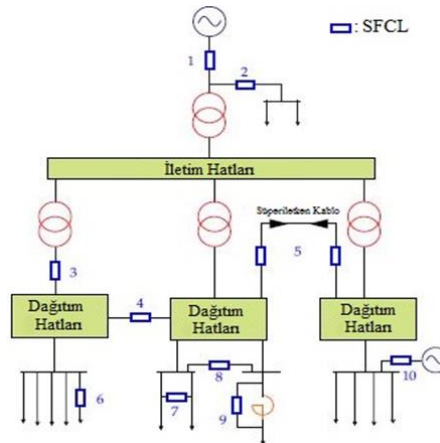 : SFCL
1
2
İletim Hatları
Süperiletken Kablo
3
5
4
Dağıtım
Hatları
Dağıtım
Hatları
Dağıtım
Hatları
8
10
6
7
9